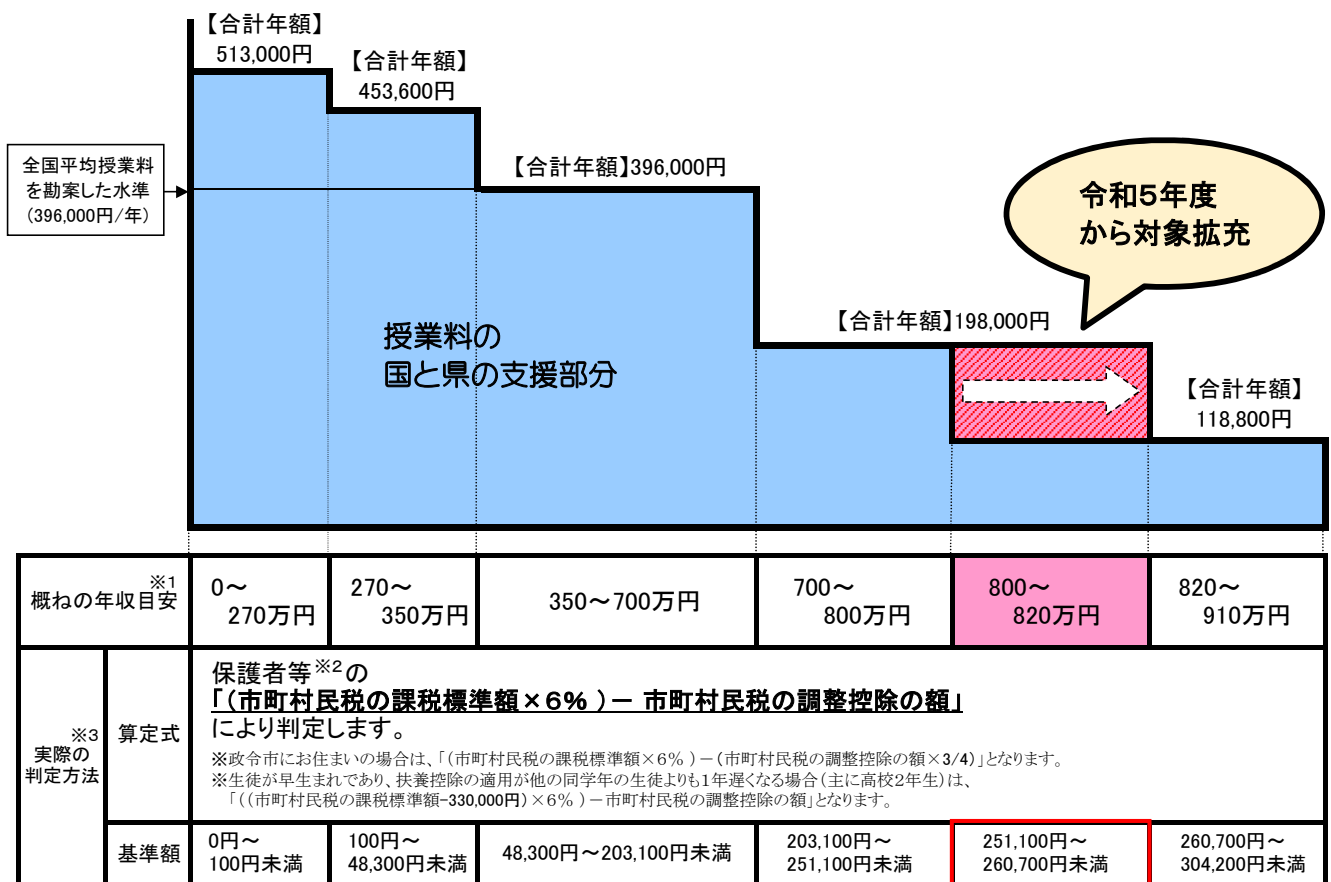 【合計年額】
513,000円
【合計年額】
453,600円
全国平均授業料
を勘案した水準
(396,000円/年)
【合計年額】396,000円
令和5年度
から対象拡充
授業料の
国と県の支援部分
【合計年額】198,000円
【合計年額】
118,800円
概ねの年収目安※1
0～
270万円
270～
350万円
350～700万円
700～
800万円
800～
820万円
820～
910万円
※3
実際の
判定方法
算定式
保護者等※2の
「(市町村民税の課税標準額×6% )－ 市町村民税の調整控除の額」
により判定します。
※政令市にお住まいの場合は、「(市町村民税の課税標準額×6% )－(市町村民税の調整控除の額×3/4)」となります。
※生徒が早生まれであり、扶養控除の適用が他の同学年の生徒よりも1年遅くなる場合(主に高校2年生)は、
「((市町村民税の課税標準額-330,000円)×6% )－市町村民税の調整控除の額」となります。
基準額
0円～
100円未満
100円～
48,300円未満
48,300円～203,100円未満
203,100円～
251,100円未満
251,100円～
260,700円未満
260,700円～
304,200円未満